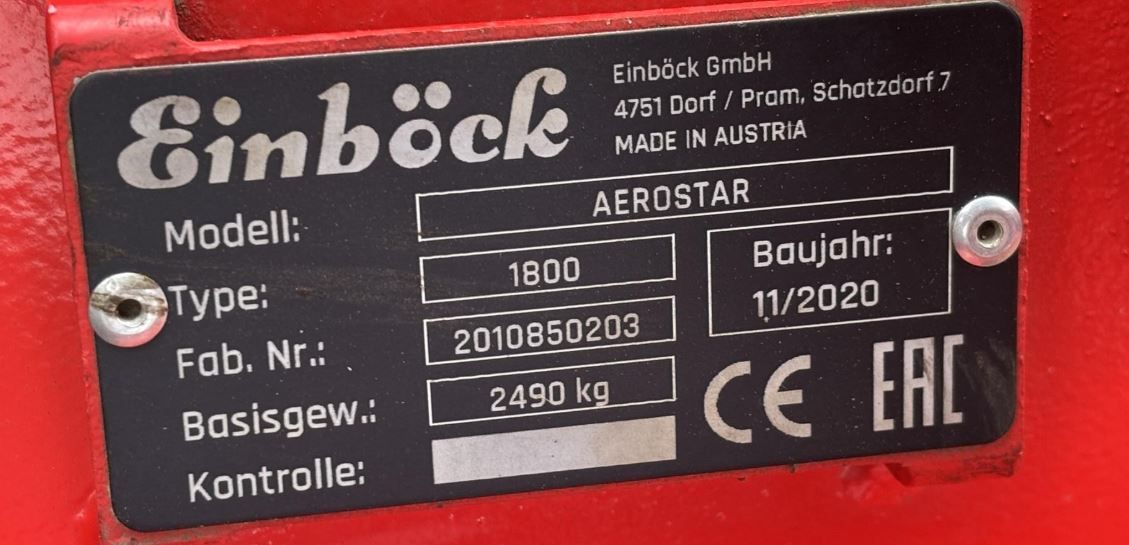 Einböck
Einböck GmbH
4751 Dorf / Pram, Schatzdorf 7
MADE IN AUSTRIA
Modell: AEROSTAR
Type: 1800
Baujahr:
11/2020
Fab. Nr.: 2010850203
Basisgew.: 2490 kg
Kontrolle:
CE EAC